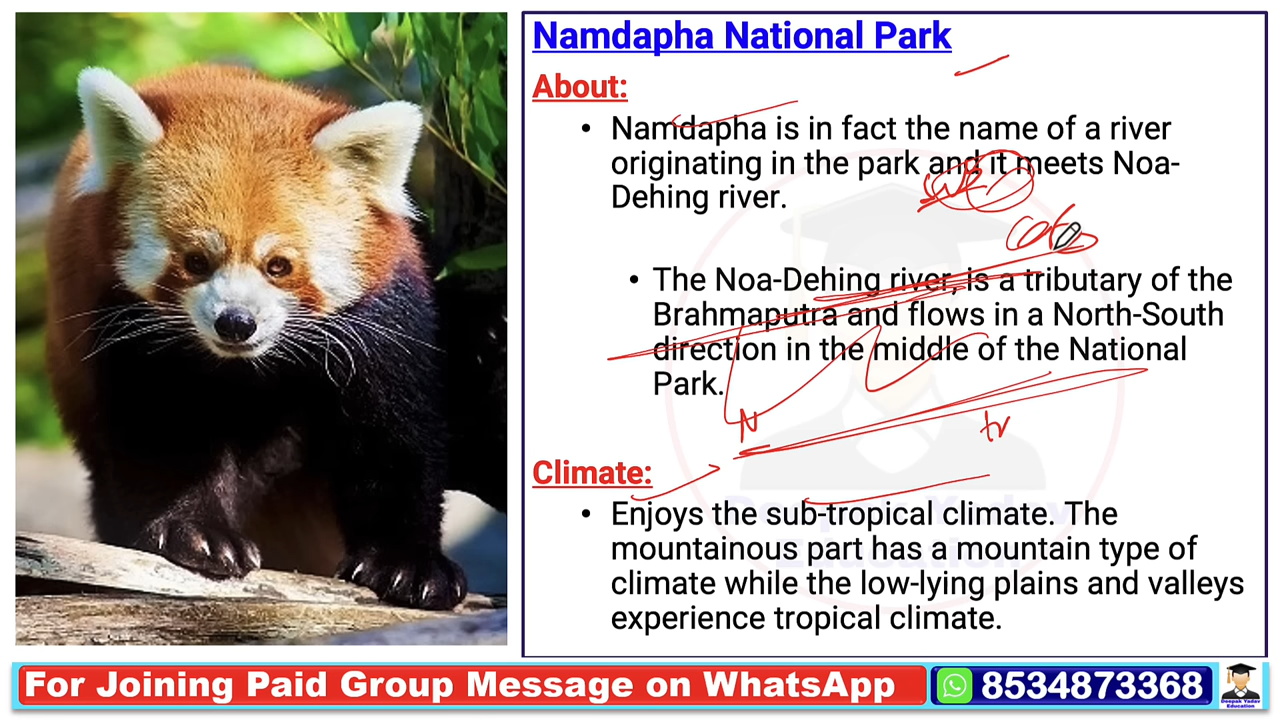 Namdapha National Park
About:
• Namdapha is in fact the name of a river
originating in the park and it meets Noa-
Dehing river.
• The Noa-Dehing river, is a tributary of the
Brahmaputra and flows in a North-South
direction in the middle of the National
Park.
N
tr
Climate:
• Enjoys the sub-tropical climate. The
mountainous part has a mountain type of
climate while the low-lying plains and valleys
experience tropical climate.
For Joining Paid Group Message on WhatsApp
8534873368
Deepak Yadav
Education